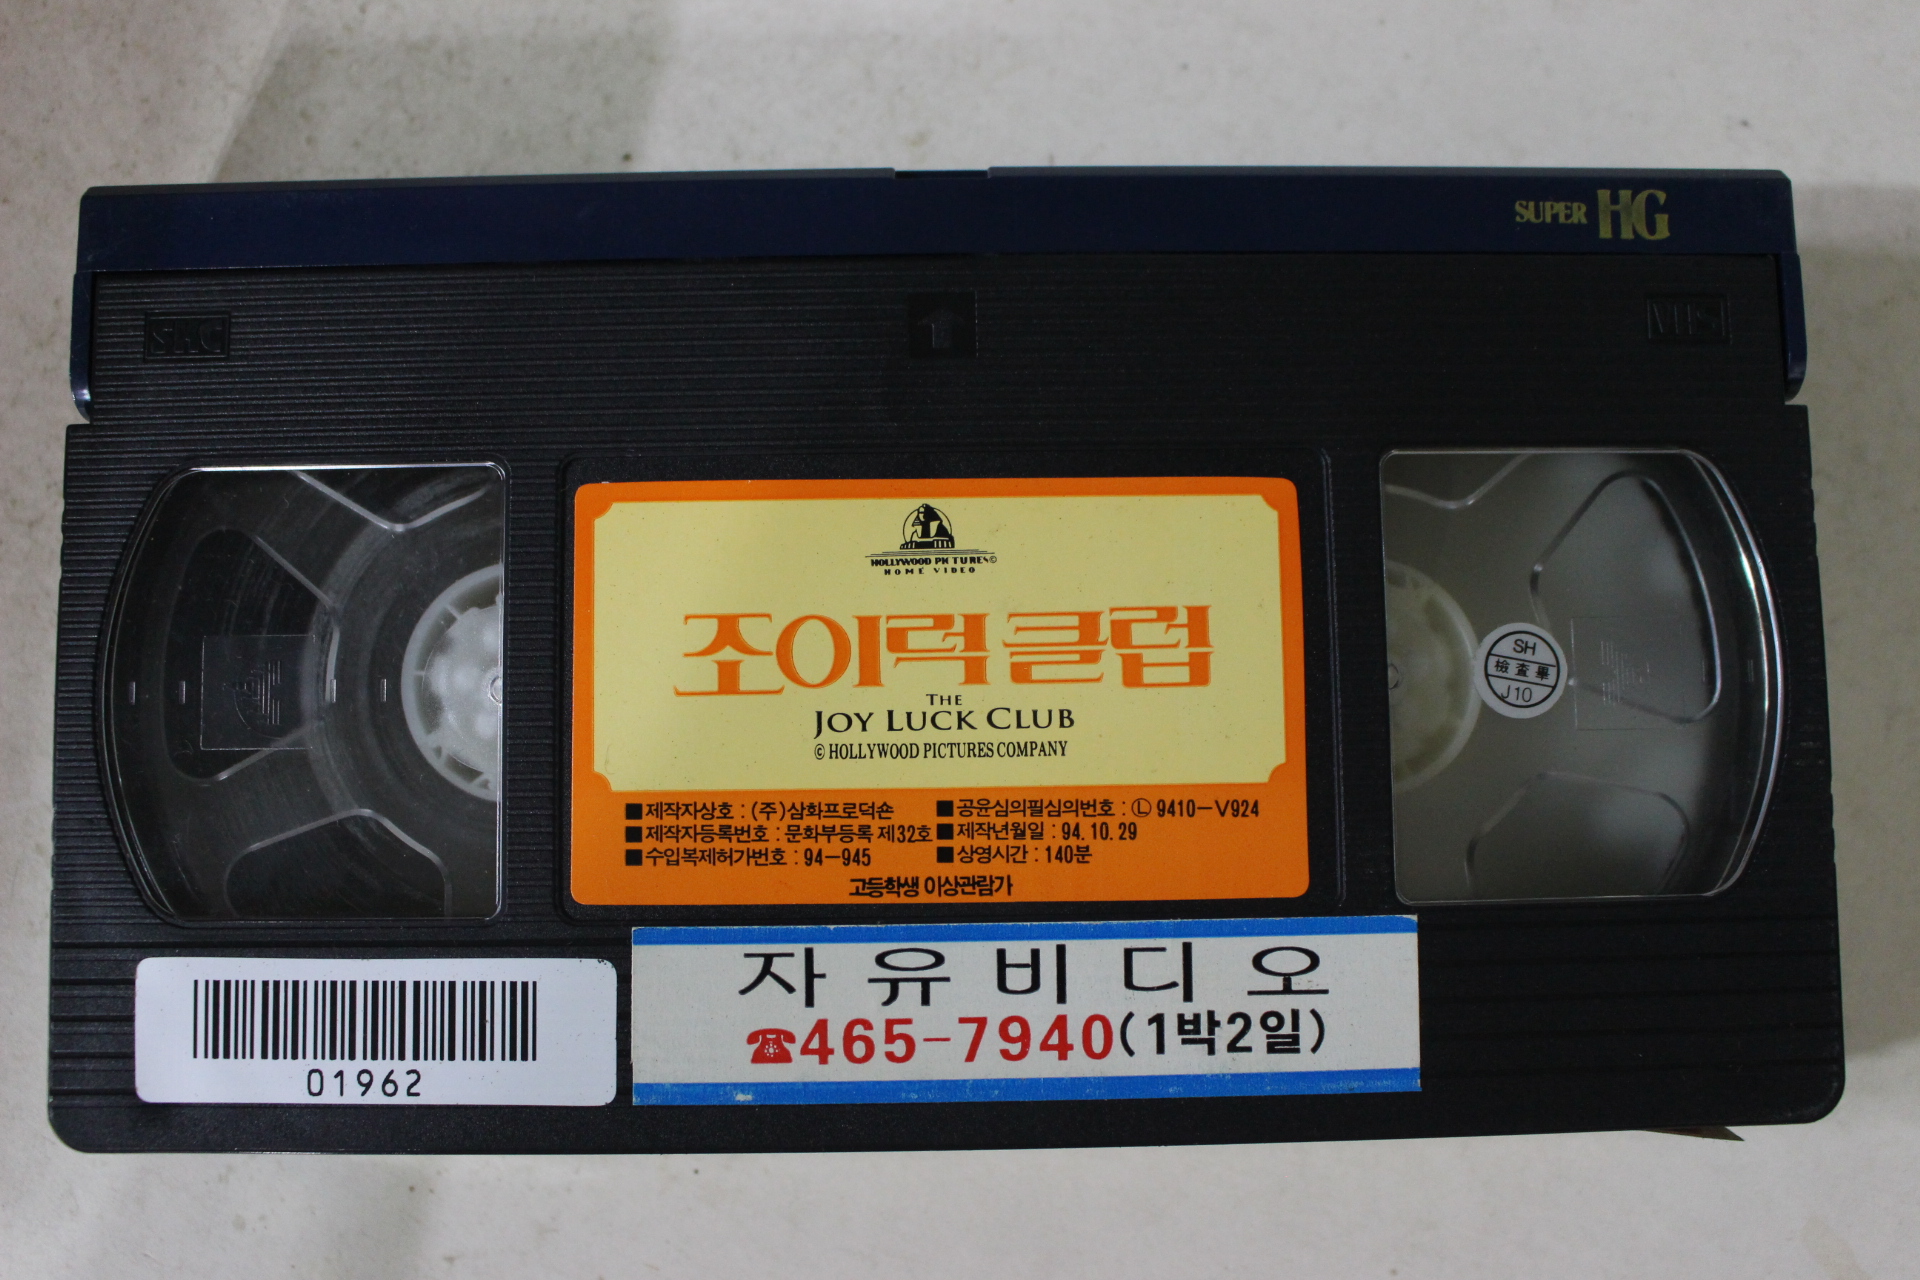 SUPER HG
SKC
VHS
HOLLYWOOD PICTURES©
HOME VIDEO
조이럭 클럽
THE
JOY LUCK CLUB
© HOLLYWOOD PICTURES COMPANY
■ 제작자상호 : (주)삼화프로덕숀
■ 제작자등록번호 : 문화부등록 제32호
■ 수입복제허가번호 : 94-945
■ 공윤심의필심의번호 : Ⓛ 9410-V924
■ 제작년월일 : 94. 10. 29
■ 상영시간 : 140분
고등학생 이상관람가
SH
檢査畢
J10
자유비디오
☎465-7940(1박2일)
01962